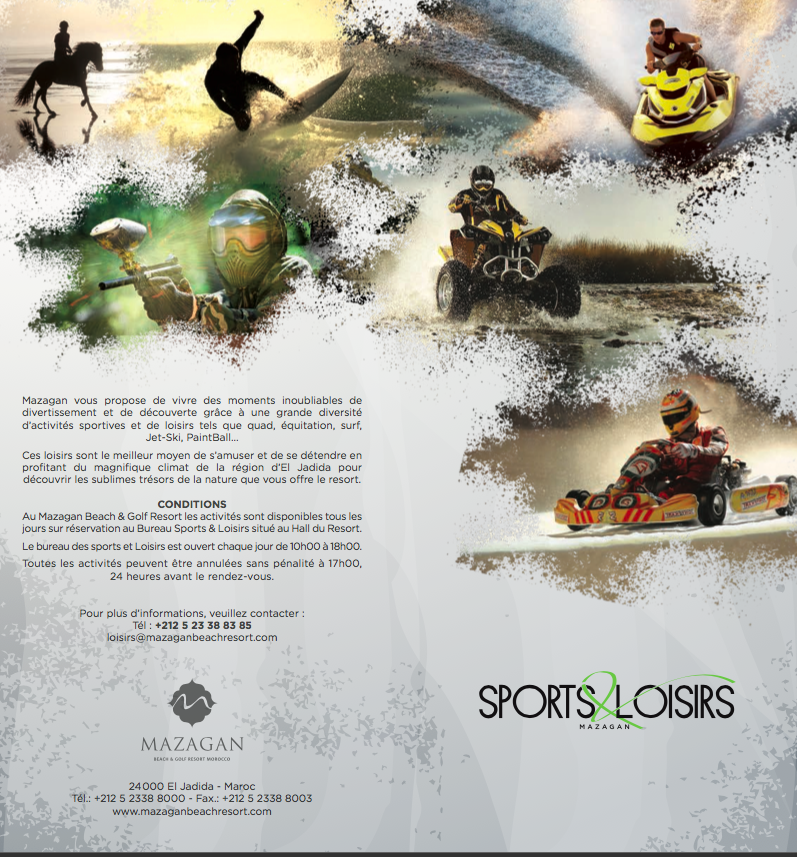 Mazagan vous propose de vivre des moments inoubliables de
divertissement et de découverte grâce à une grande diversité
d'activités sportives et de loisirs tels que quad, équitation, surf,
Jet-Ski, PaintBall...
Ces loisirs sont le meilleur moyen de s'amuser et de se détendre en
profitant du magnifique climat de la région d'El Jadida pour
découvrir les sublimes trésors de la nature que vous offre le resort.
CONDITIONS
Au Mazagan Beach & Golf Resort les activités sont disponibles tous les
jours sur réservation au Bureau Sports & Loisirs situé au Hall du Resort.
Le bureau des sports et Loisirs est ouvert chaque jour de 10h00 à 18h00.
Toutes les activités peuvent être annulées sans pénalité à 17h00,
24 heures avant le rendez-vous.
Pour plus d'informations, veuillez contacter :
Tél : +212 5 23 38 83 85
loisirs@mazaganbeachresort.com
MAZAGAN
BEACH & GOLF RESORT MOROCCO
24000 El Jadida - Maroc
Tél.: +212 5 2338 8000 - Fax.: +212 5 2338 8003
www.mazaganbeachresort.com
SPORTS & LOISIRS
MAZAGAN